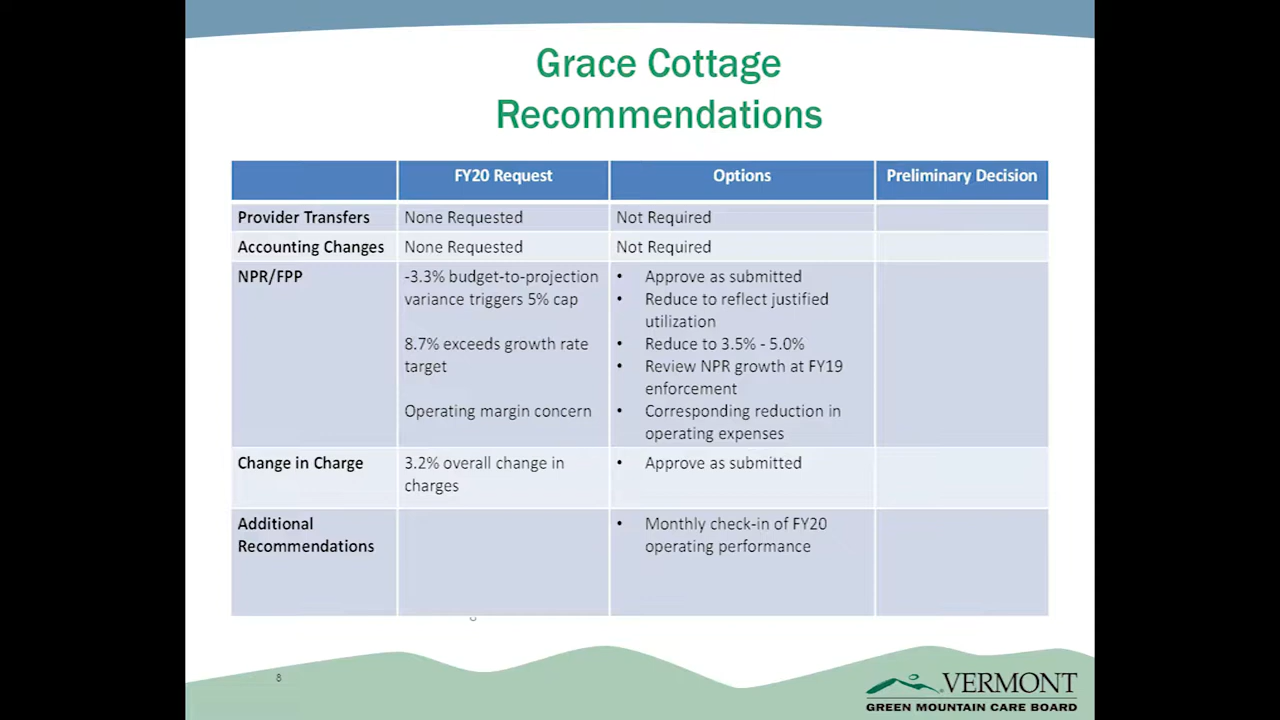 Grace Cottage
Recommendations
FY20 Request
Options
Preliminary Decision
Provider Transfers
None Requested
Not Required
Accounting Changes
None Requested
Not Required
NPR/FPP
-3.3% budget-to-projection
variance triggers 5% cap
8.7% exceeds growth rate
target
Operating margin concern
• Approve as submitted
• Reduce to reflect justified
utilization
• Reduce to 3.5% - 5.0%
• Review NPR growth at FY19
enforcement
• Corresponding reduction in
operating expenses
Change in Charge
3.2% overall change in
charges
• Approve as submitted
Additional
Recommendations
• Monthly check-in of FY20
operating performance
8
VERMONT
GREEN MOUNTAIN CARE BOARD